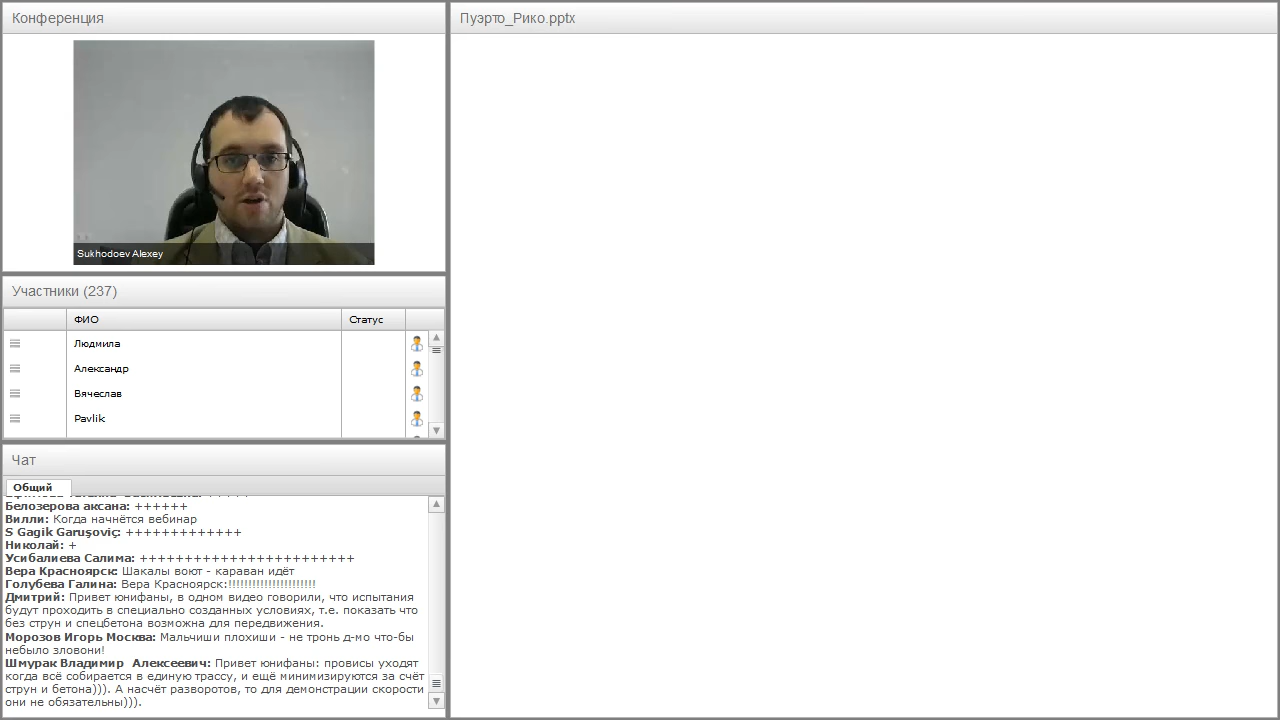 Конференция
Пуэрто_Рико.pptx
Sukhodoev Alexey
Участники (237)
ФИО
Статус
Людмила
Александр
Вячеслав
Pavlik
Чат
Общий
Белозерова аксана: ++++++
Вилли: Когда начнётся вебинар
S Gagik Garuşoviç: +++++++++++++
Николай: +
Усибалиева Салима: ++++++++++++++++++++++++
Вера Красноярск: Шакалы воют - караван идёт
Голубева Галина: Вера Красноярск:!!!!!!!!!!!!!!!!!!!!!!
Дмитрий: Привет юнифаны, в одном видео говорили, что испытания
будут проходить в специально созданных условиях, т.е. показать что
без струн и спецбетона возможна для передвижения.
Морозов Игорь Москва: Мальчиши плохиши - не тронь д-мо что-бы
небыло зловони!
Шмурак Владимир Алексеевич: Привет юнифаны: провисы уходят
когда всё собирается в единую трассу, и ещё минимизируются за счёт
струн и бетона))). А насчёт разворотов, то для демонстрации скорости
они не обязательны))).